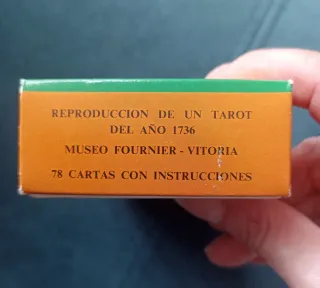 REPRODUCCION DE UN TAROT
DEL AÑO 1736
MUSEO FOURNIER - VITORIA
78 CARTAS CON INSTRUCCIONES